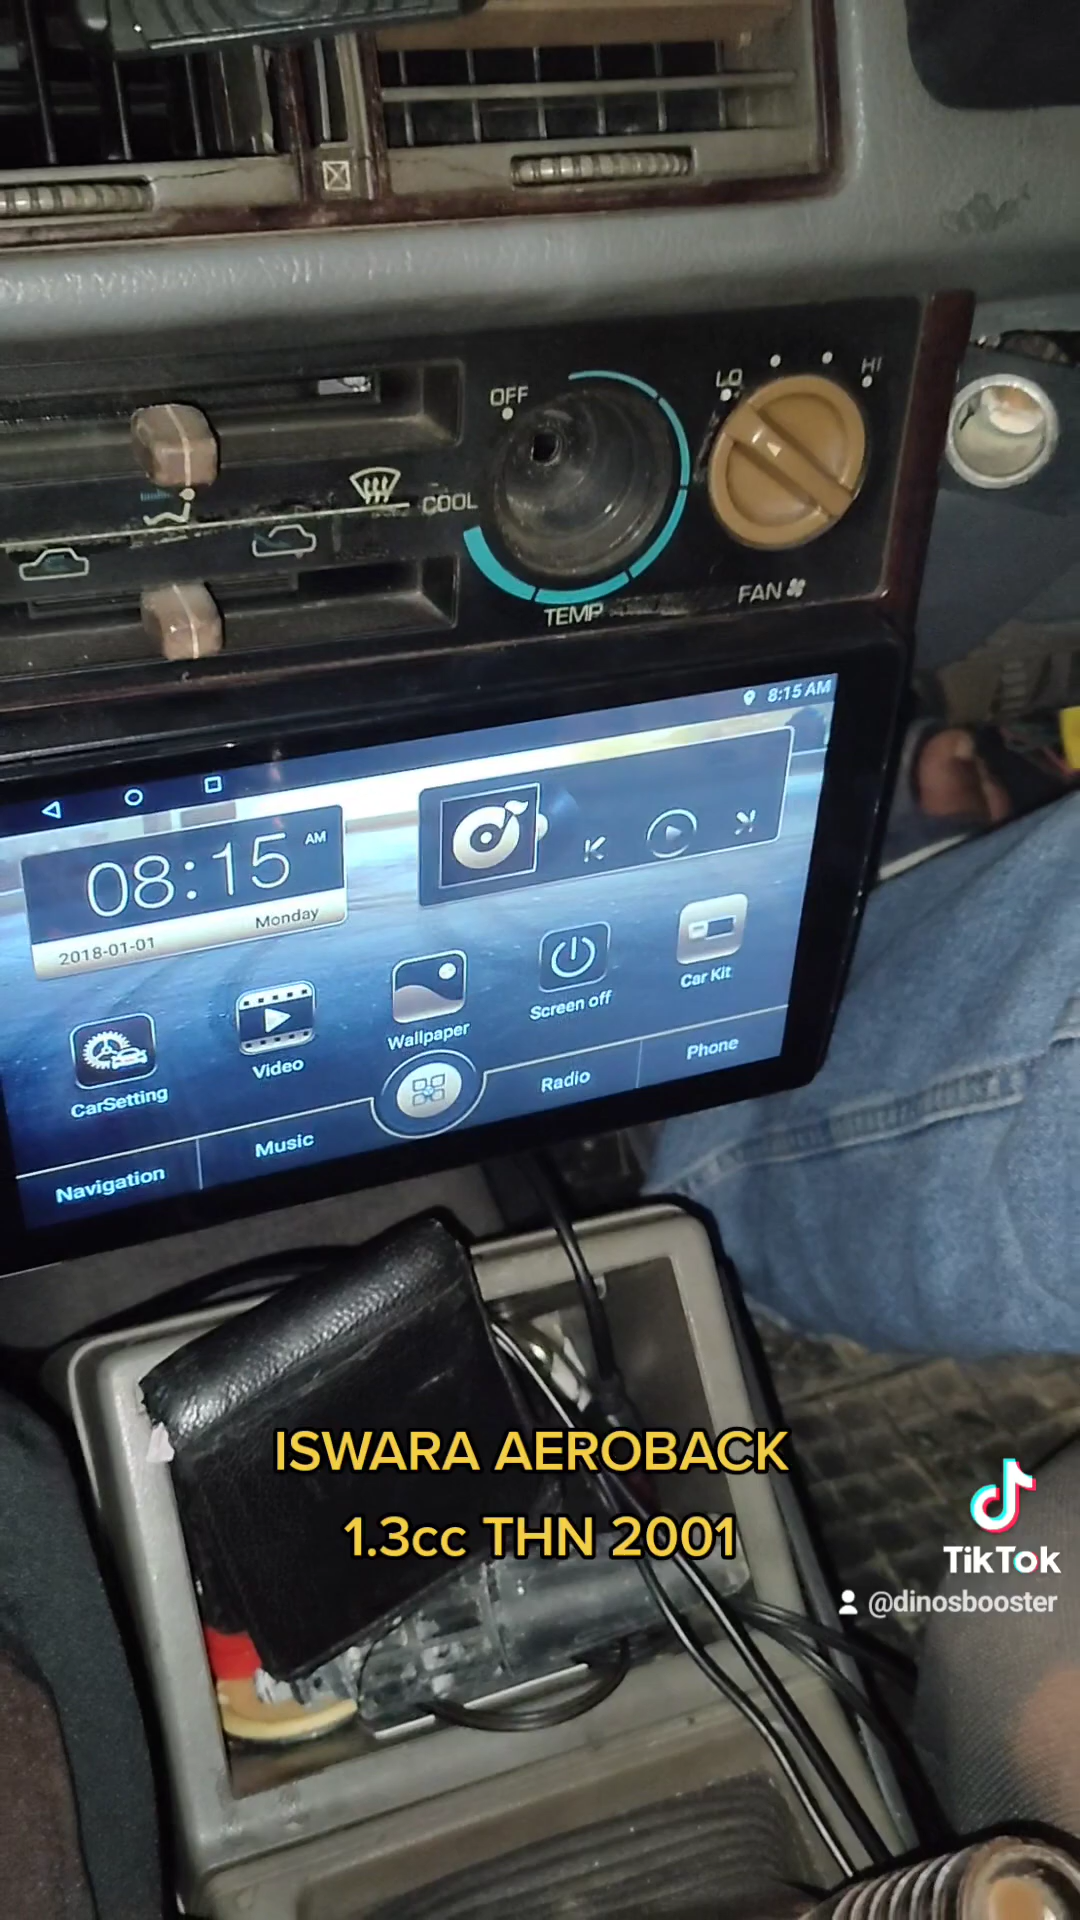 OFF
LO
HI
COOL
TEMP
FAN
8:15 AM
08:15
AM
Monday
2018-01-01
CarSetting
Video
Wallpaper
Screen off
Car Kit
Navigation
Music
Radio
Phone
ISWARA AEROBACK
1.3cc THN 2001
TikTok
@dinosbooster